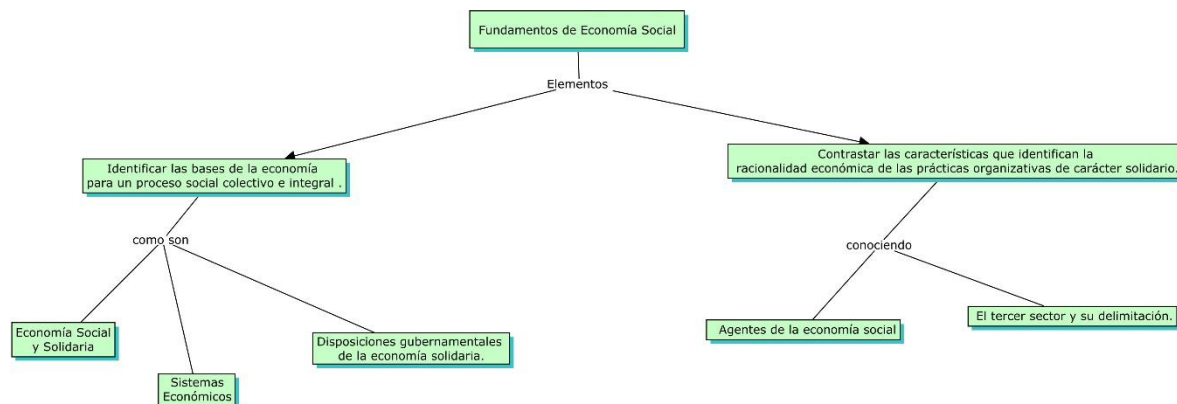 Fundamentos de Economía Social
Elementos
Identificar las bases de la economía
para un proceso social colectivo e integral .
Contrastar las características que identifican la
racionalidad económica de las prácticas organizativas de carácter solidario.
como son
conociendo
Economía Social
y Solidaria
Sistemas
Económicos
Disposiciones gubernamentales
de la economía solidaria.
Agentes de la economía social
El tercer sector y su delimitación.